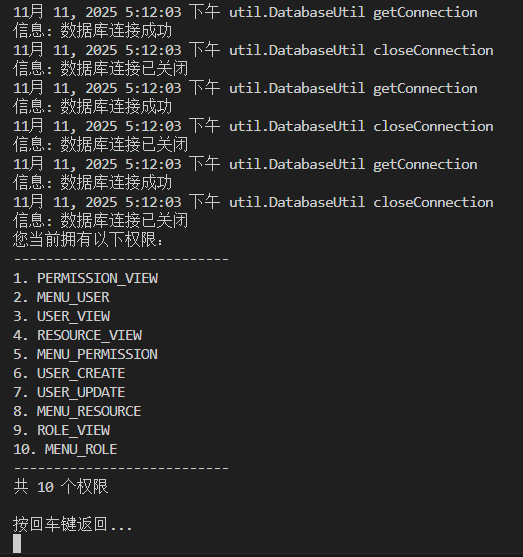 11月 11, 2025 5:12:03 下午 util.DatabaseUtil getConnection
信息: 数据库连接成功
11月 11, 2025 5:12:03 下午 util.DatabaseUtil closeConnection
信息: 数据库连接已关闭
11月 11, 2025 5:12:03 下午 util.DatabaseUtil getConnection
信息: 数据库连接成功
11月 11, 2025 5:12:03 下午 util.DatabaseUtil closeConnection
信息: 数据库连接已关闭
11月 11, 2025 5:12:03 下午 util.DatabaseUtil getConnection
信息: 数据库连接成功
11月 11, 2025 5:12:03 下午 util.DatabaseUtil closeConnection
信息: 数据库连接已关闭
您当前拥有以下权限:
---------------------------
1. PERMISSION_VIEW
2. MENU_USER
3. USER_VIEW
4. RESOURCE_VIEW
5. MENU_PERMISSION
6. USER_CREATE
7. USER_UPDATE
8. MENU_RESOURCE
9. ROLE_VIEW
10. MENU_ROLE
---------------------------
共 10 个权限
按回车键返回...